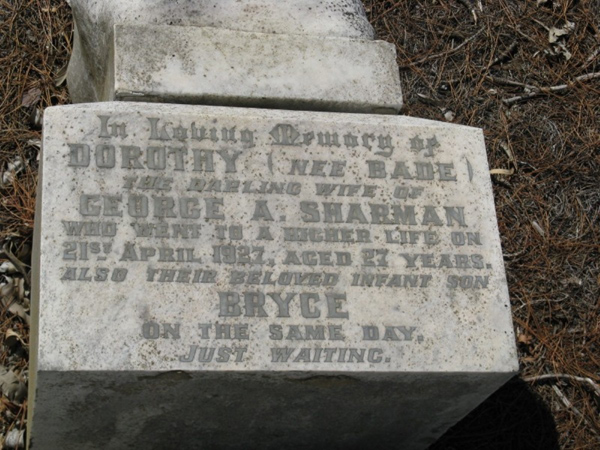 In Loving Memory of
DOROTHY (NEE BADE)
THE DARLING WIFE OF
GEORGE A. SHARMAN
WHO WENT TO A HIGHER LIFE ON
21ST APRIL 1927, AGED 27 YEARS.
ALSO THEIR BELOVED INFANT SON
BRYCE
ON THE SAME DAY.
JUST WAITING.